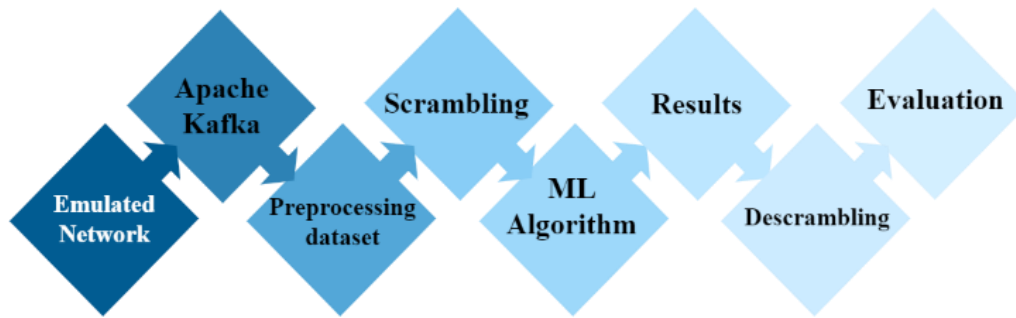 Emulated
Network
Apache
Kafka
Preprocessing
dataset
Scrambling
ML
Algorithm
Results
Descrambling
Evaluation